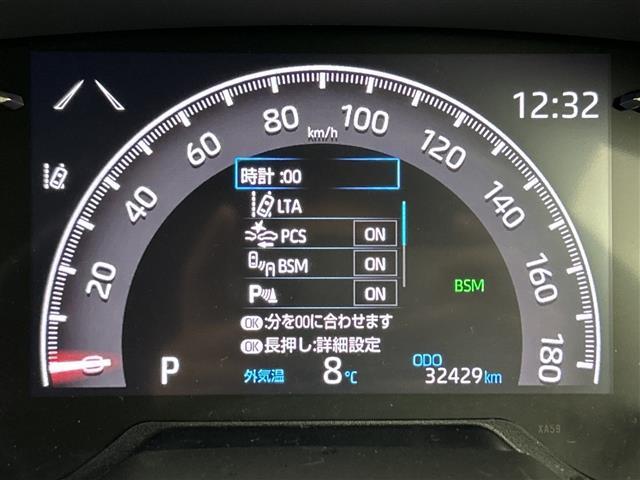 12:32
80
100
km/h
60
120
40
140
20
160
0
180
時計 :00
LTA
PCS ON
BSM ON
P ON
BSM
OK :分を00に合わせます
OK 長押し:詳細設定
P
外気温 8℃
ODO
32429km
XA59